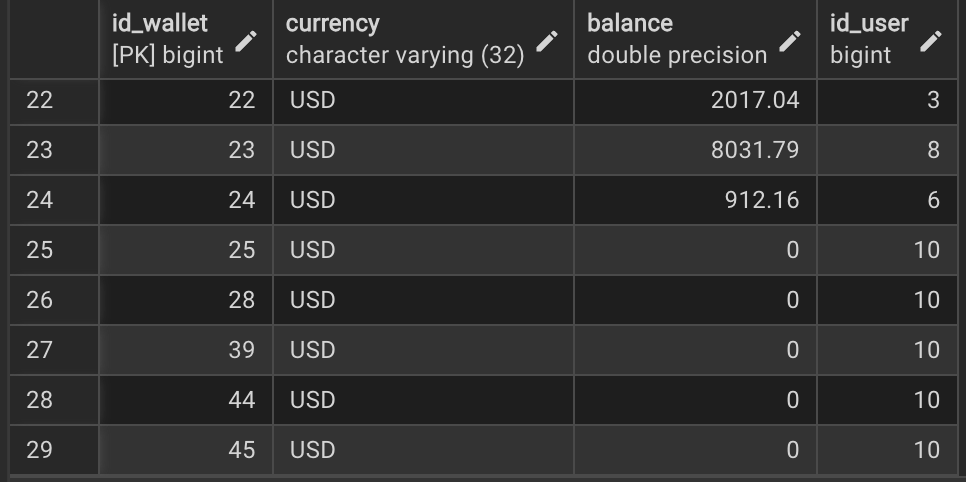 id_wallet currency balance id_user
[PK] bigint character varying (32) double precision bigint
22 22 USD 2017.04 3
23 23 USD 8031.79 8
24 24 USD 912.16 6
25 25 USD 0 10
26 28 USD 0 10
27 39 USD 0 10
28 44 USD 0 10
29 45 USD 0 10